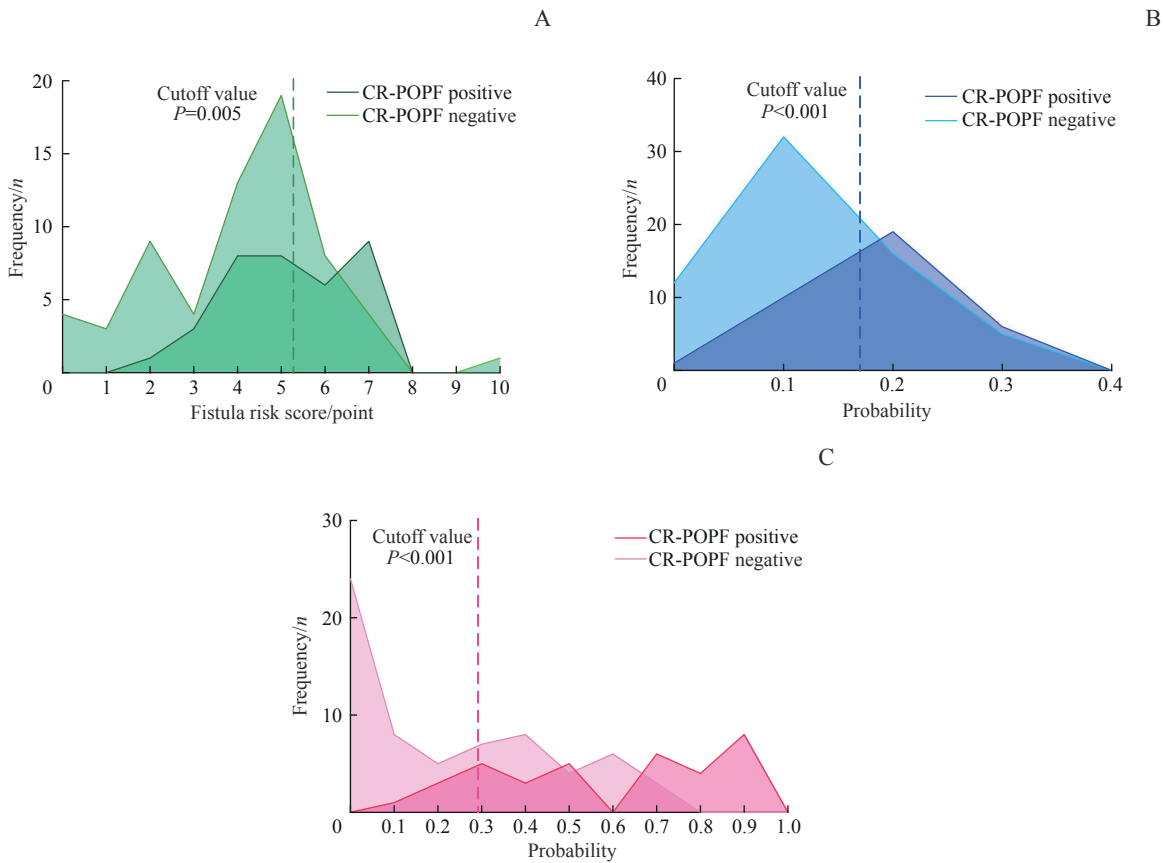 A
Cutoff value
P=0.005
CR-POPF positive
CR-POPF negative
Frequency/n
20
15
10
5
0
1 2 3 4 5 6 7 8 9 10
Fistula risk score/point
B
Cutoff value
P<0.001
CR-POPF positive
CR-POPF negative
Frequency/n
40
30
20
10
0
0.1 0.2 0.3 0.4
Probability
C
Cutoff value
P<0.001
CR-POPF positive
CR-POPF negative
Frequency/n
30
20
10
0
0.1 0.2 0.3 0.4 0.5 0.6 0.7 0.8 0.9 1.0
Probability